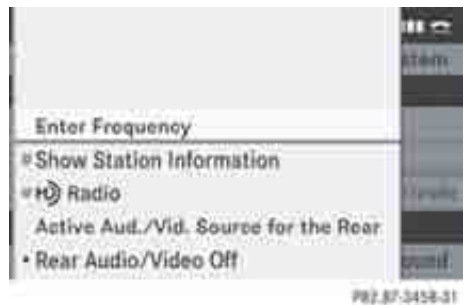 Enter Frequency
Show Station Information
HD Radio
Active Aud./Vid. Source for the Rear
• Rear Audio/Video Off
P82.87-3458-31